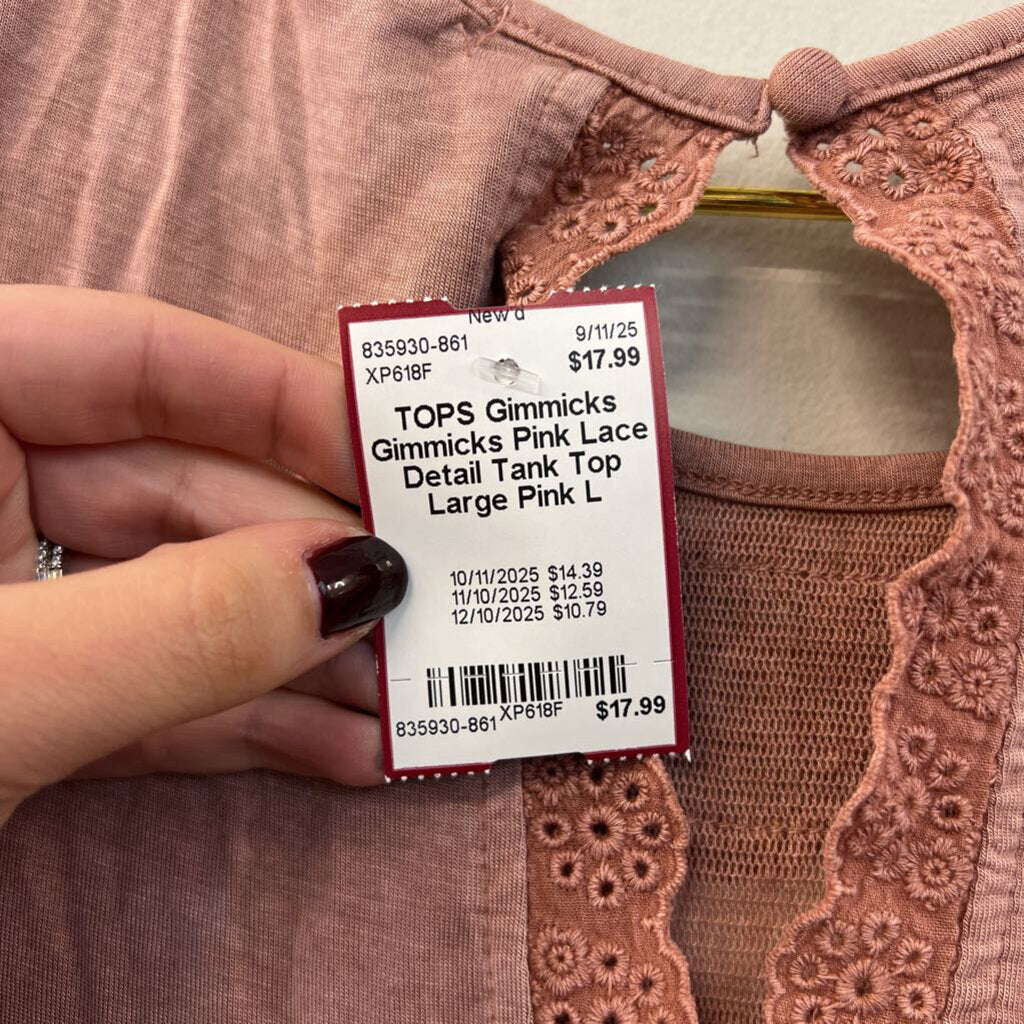 New'd
835930-861 9/11/25
XP618F $17.99
TOPS Gimmicks
Gimmicks Pink Lace
Detail Tank Top
Large Pink L
10/11/2025 $14.39
11/10/2025 $12.59
12/10/2025 $10.79
835930-861 XP618F $17.99